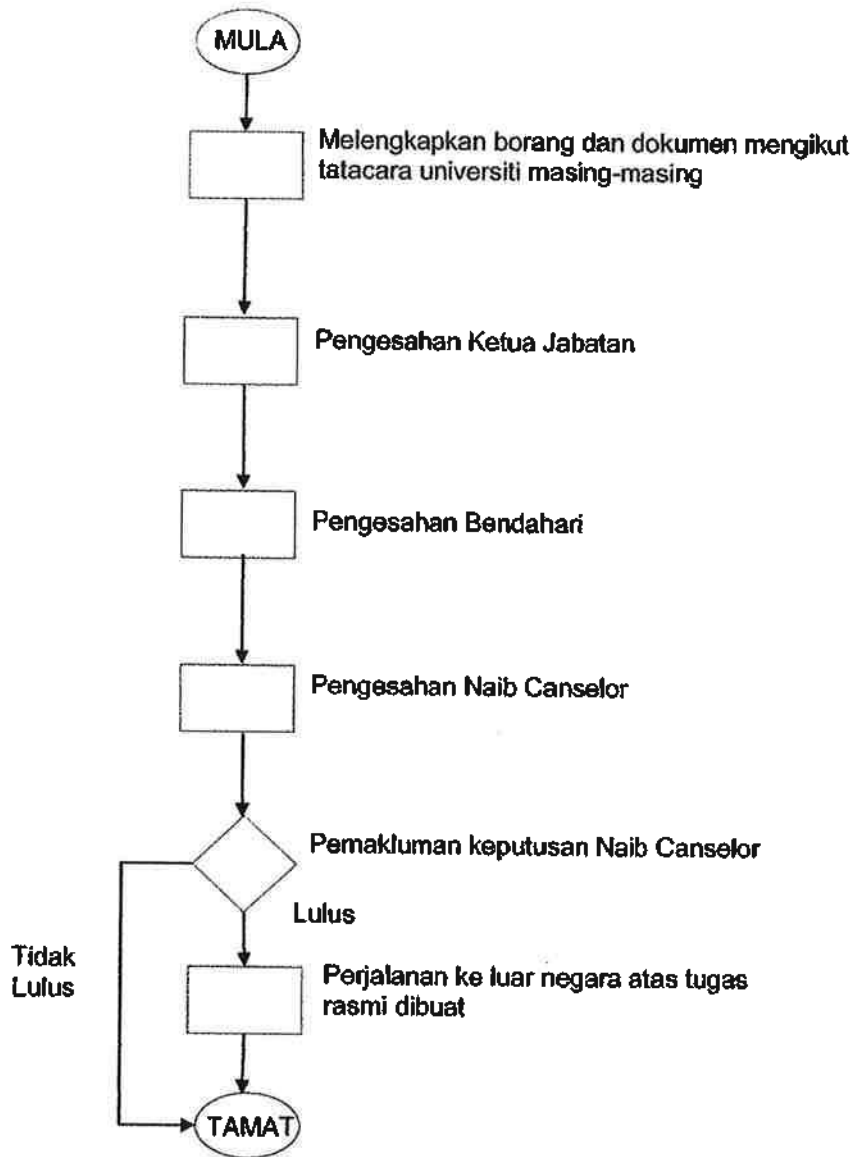 MULA
Melengkapkan borang dan dokumen mengikut
tatacara universiti masing-masing
Pengesahan Ketua Jabatan
Pengesahan Bendahari
Pengesahan Naib Canselor
Pemakluman keputusan Naib Canselor
Lulus
Tidak
Lulus
Perjalanan ke luar negara atas tugas
rasmi dibuat
TAMAT